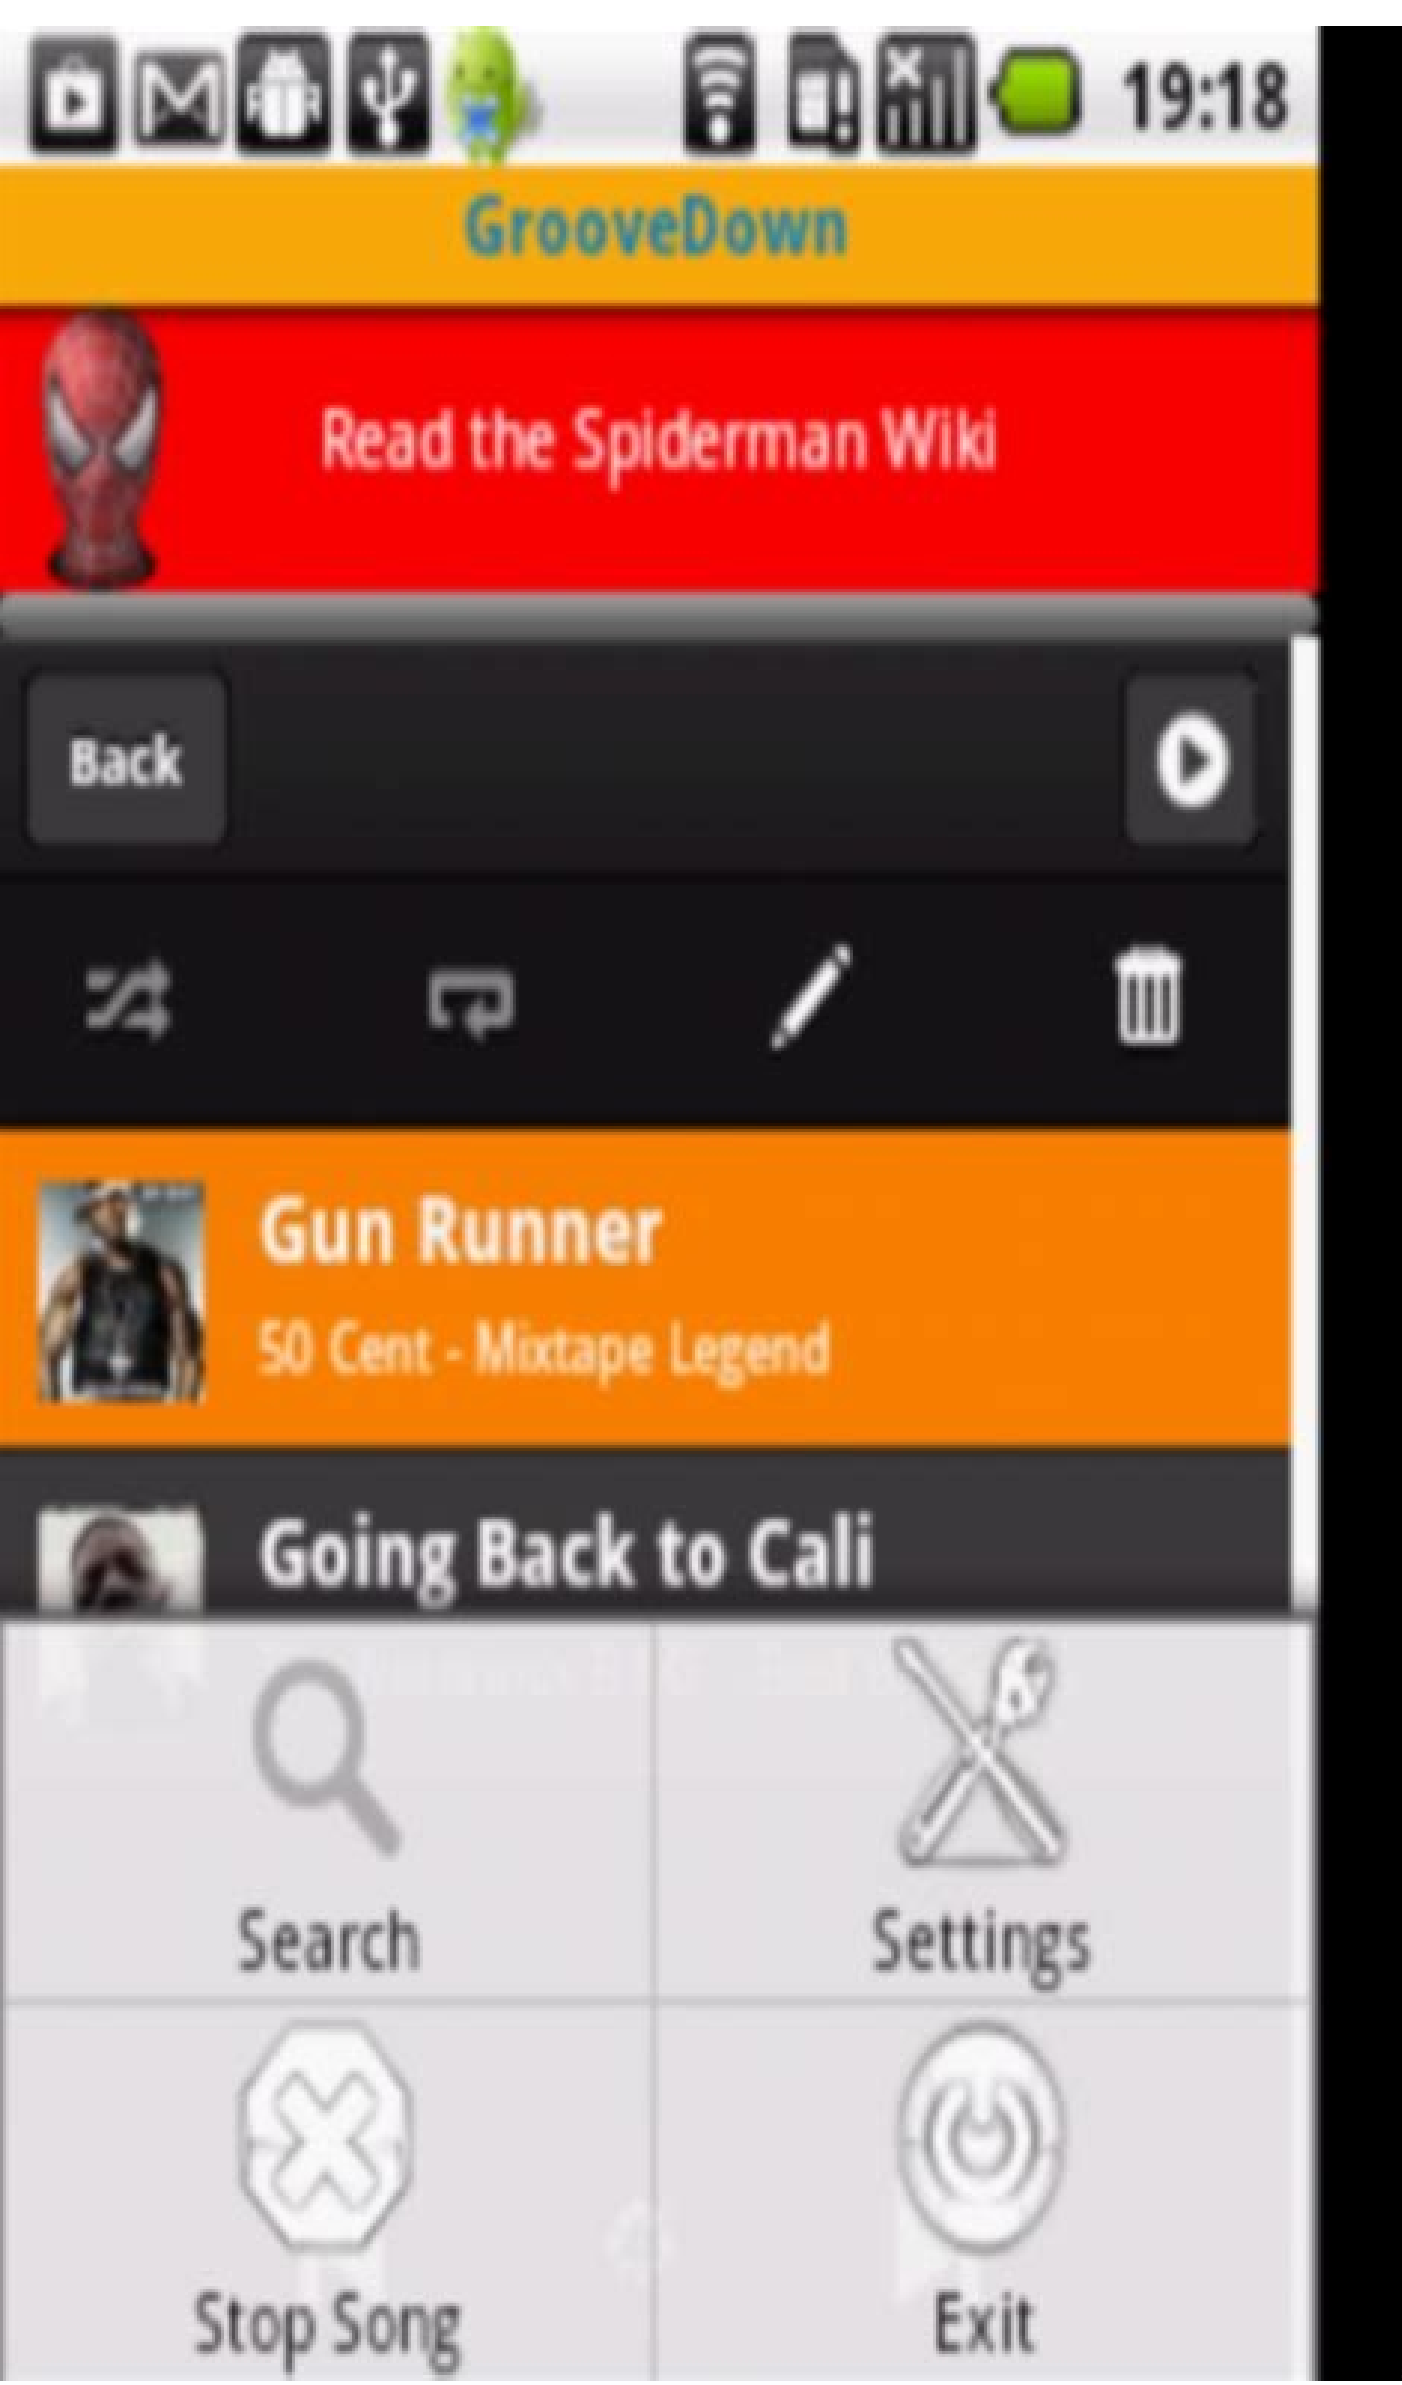 19:18
GrooveDown
Read the Spiderman Wiki
Back
Gun Runner
50 Cent - Mixtape Legend
Going Back to Cali
Search
Settings
Stop Song
Exit